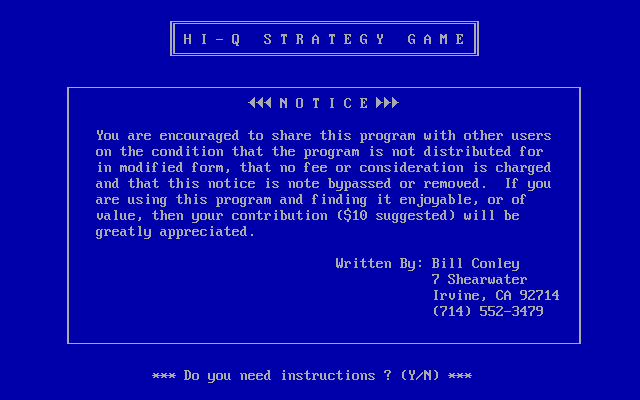 HI-Q STRATEGY GAME
NOTICE
You are encouraged to share this program with other users
on the condition that the program is not distributed for
in modified form, that no fee or consideration is charged
and that this notice is note bypassed or removed.  If you
are using this program and finding it enjoyable, or of
value, then your contribution ($10 suggested) will be
greatly appreciated.
Written By: Bill Conley
7 Shearwater
Irvine, CA 92714
(714) 552-3479
*** Do you need instructions ? (Y/N) ***